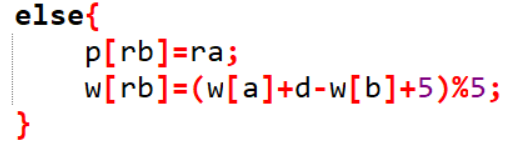 else{
    p[rb]=ra;
    w[rb]=(w[a]+d-w[b]+5)%5;
}